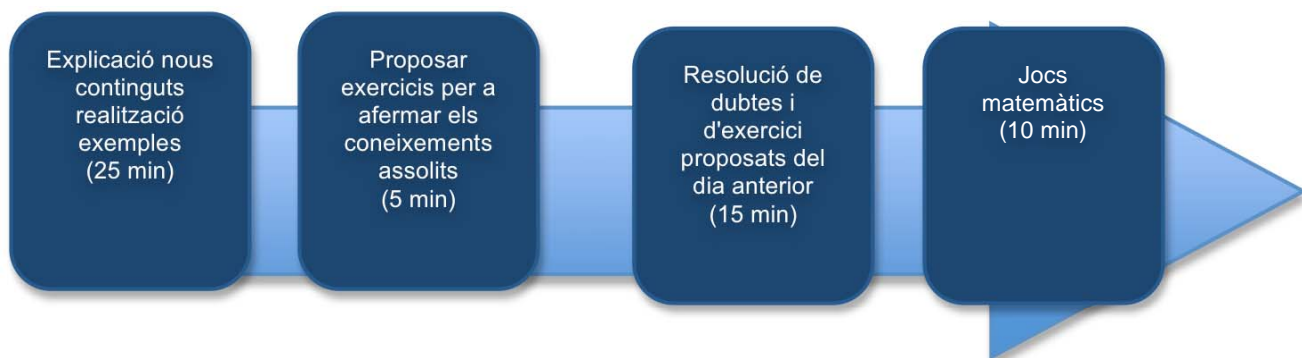 Explicació nous
continguts
realització
exemples
(25 min)
Proposar
exercicis per a
afermar els
coneixements
assolits
(5 min)
Resolució de
dubtes i
d'exercici
proposats del
dia anterior
(15 min)
Jocs
matemàtics
(10 min)